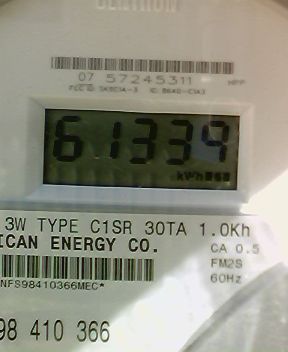 CENTRON
07 57245311
61339
kWh
3W TYPE C1SR 30TA 1.0Kh
ICAN ENERGY CO.
CA 0.5
FM2S
60Hz
NFS98410366MEC*
98 410 366